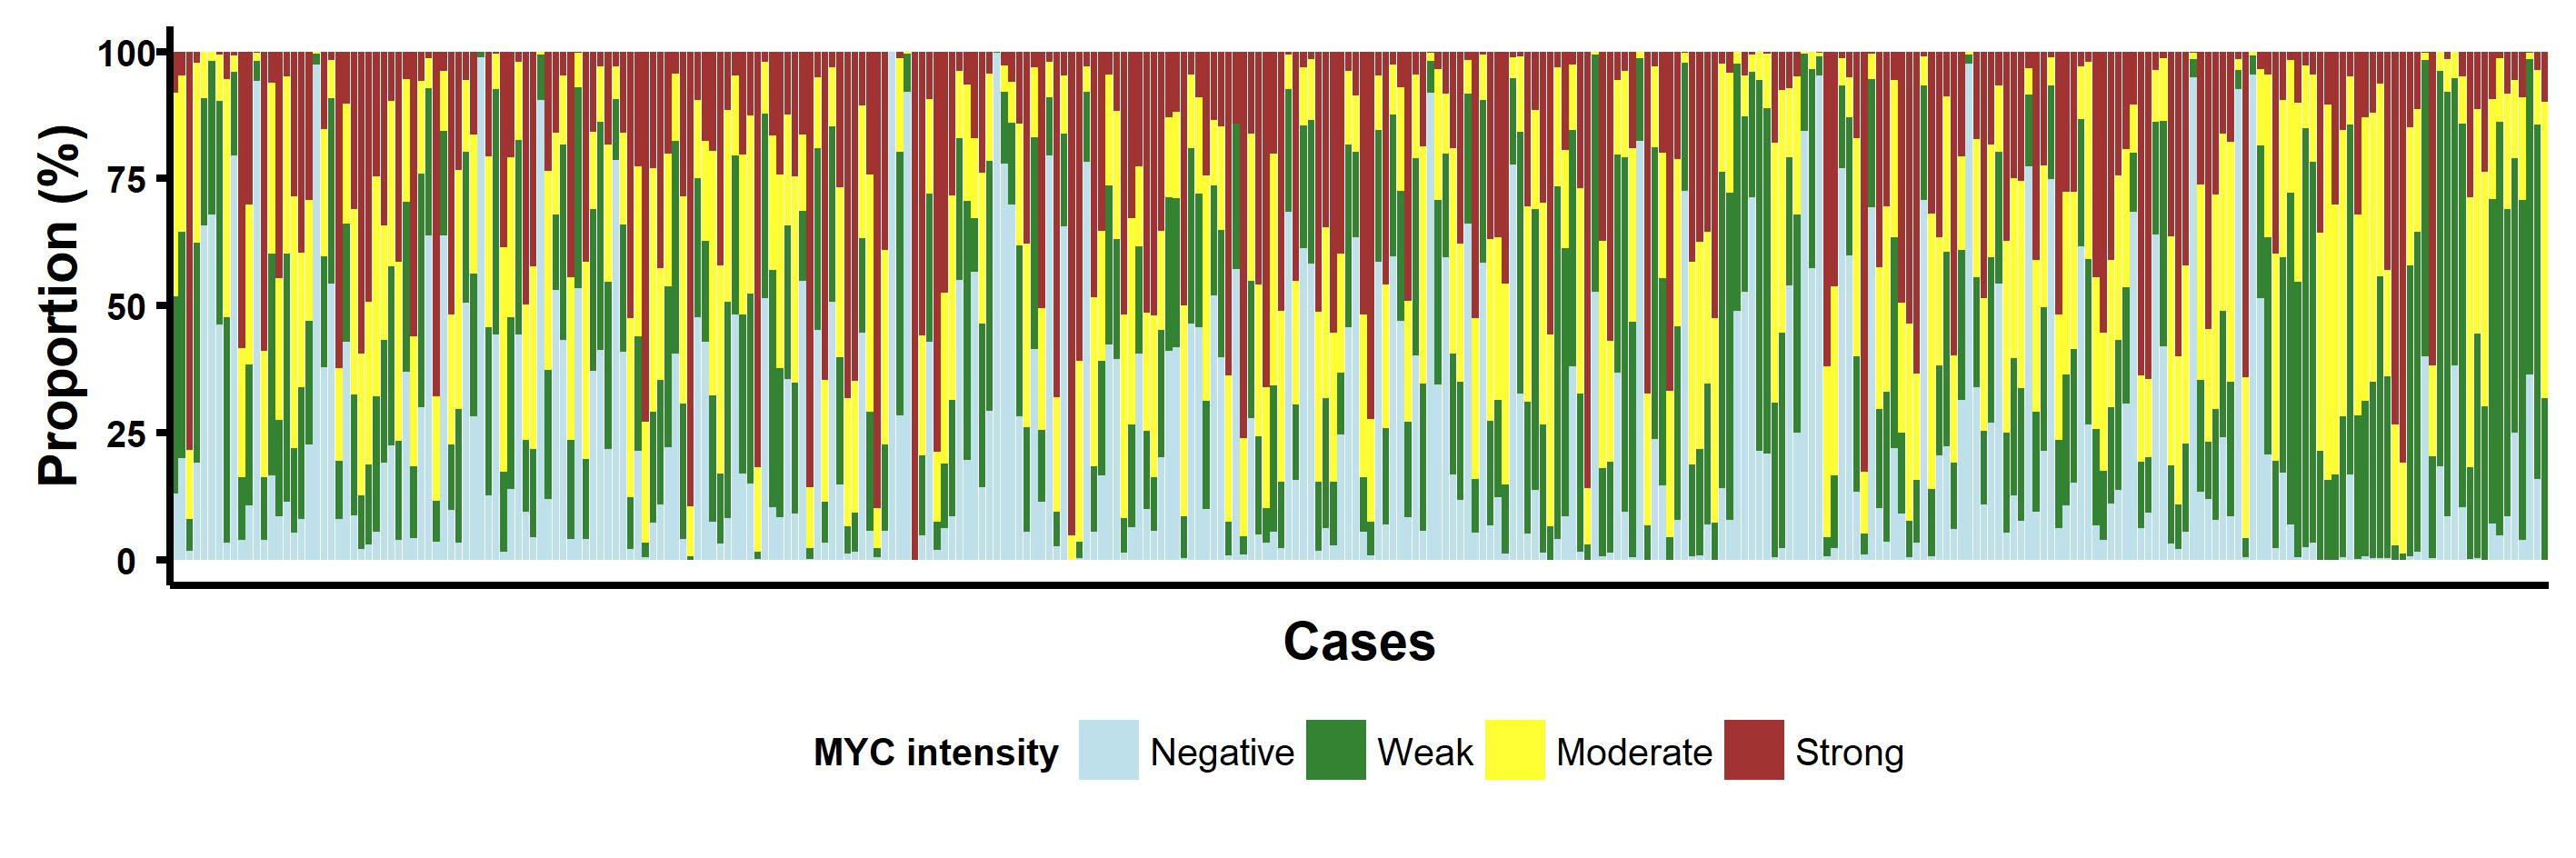 Proportion (%)
100
75
50
25
0
Cases
MYC intensity Negative Weak Moderate Strong